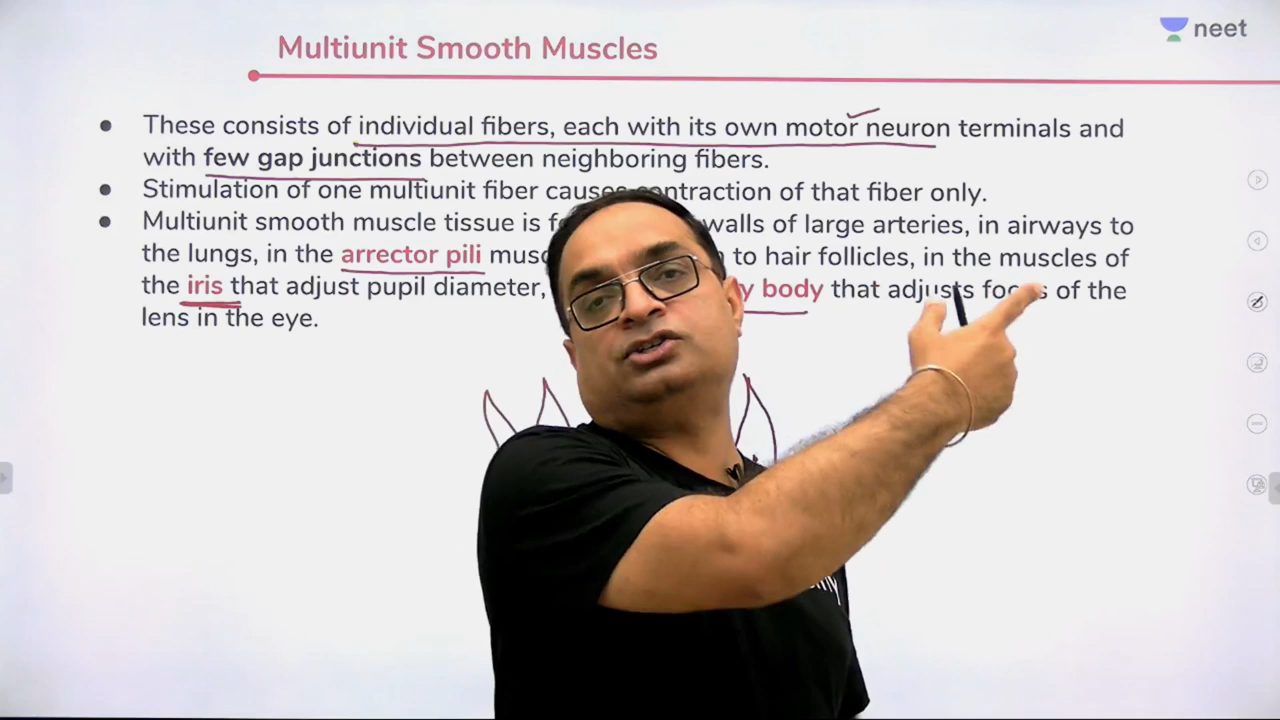 Multiunit Smooth Muscles
neet
These consists of individual fibers, each with its own motor neuron terminals and
with few gap junctions between neighboring fibers.
Stimulation of one multiunit fiber causes contraction of that fiber only.
Multiunit smooth muscle tissue is walls of large arteries, in airways to
the lungs, in the arrector pili to hair follicles, in the muscles of
the iris that adjust pupil diameter, body that adjusts focus of the
lens in the eye.